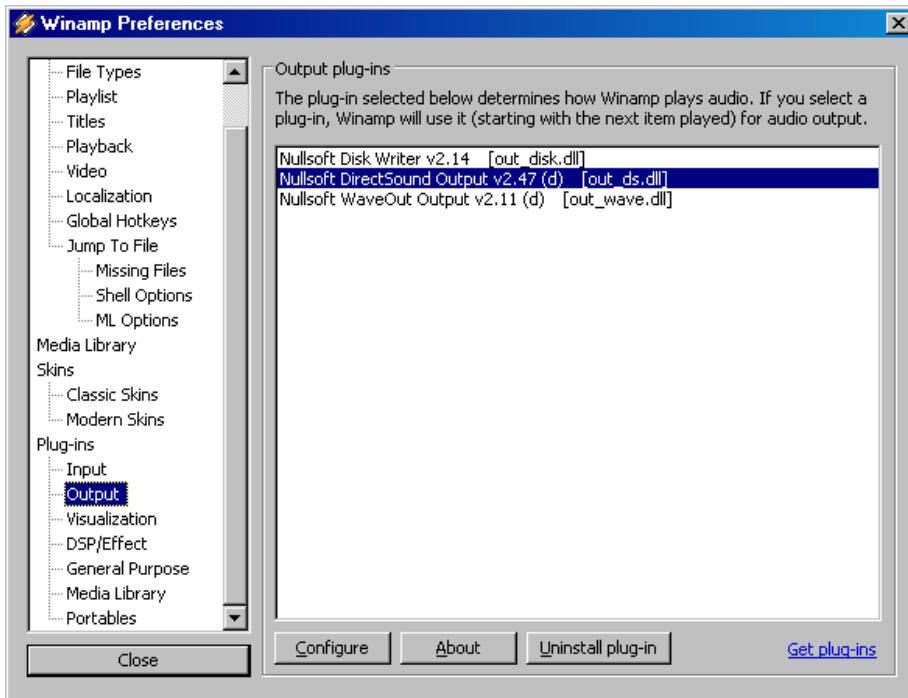 Winamp Preferences
File Types
Playlist
Titles
Playback
Video
Localization
Global Hotkeys
Jump To File
Missing Files
Shell Options
ML Options
Media Library
Skins
Classic Skins
Modern Skins
Plug-ins
Input
Output
Visualization
DSP/Effect
General Purpose
Media Library
Portables
Close
Output plug-ins
The plug-in selected below determines how Winamp plays audio. If you select a
plug-in, Winamp will use it (starting with the next item played) for audio output.
Nullsoft Disk Writer v2.14 [out_disk.dll]
Nullsoft DirectSound Output v2.47 (d) [out_ds.dll]
Nullsoft WaveOut Output v2.11 (d) [out_wave.dll]
Configure
About
Uninstall plug-in
Get plug-ins